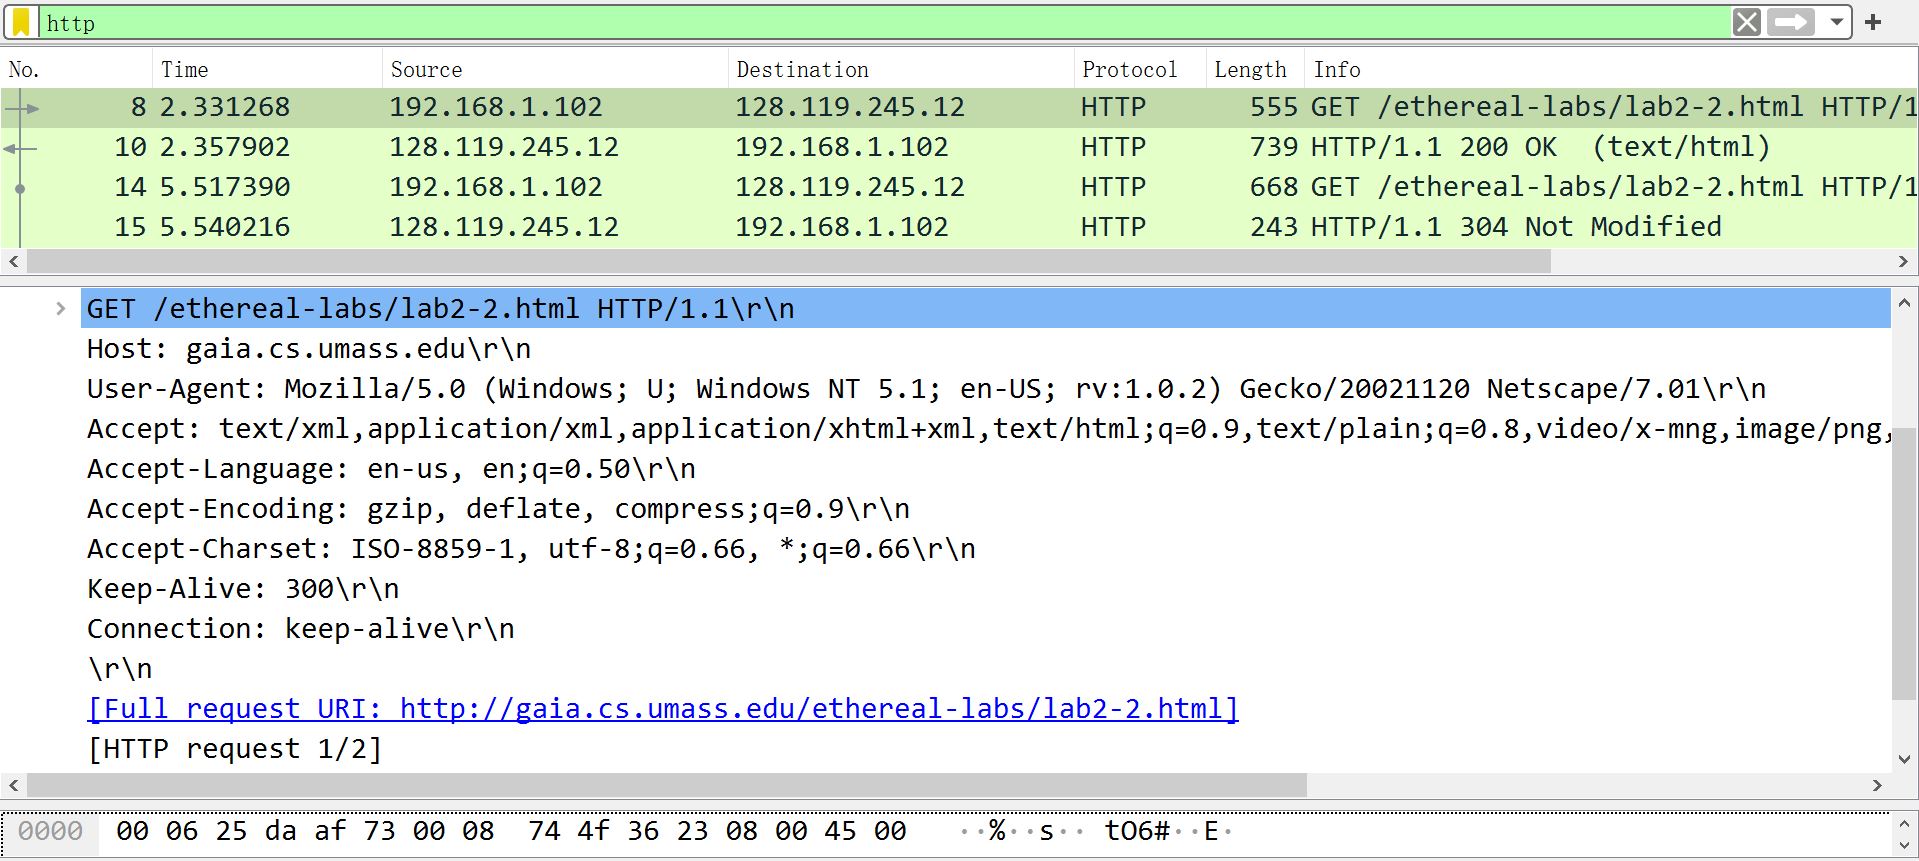 http
No. Time Source Destination Protocol Length Info
8 2.331268 192.168.1.102 128.119.245.12 HTTP 555 GET /ethereal-labs/lab2-2.html HTTP/1
10 2.357902 128.119.245.12 192.168.1.102 HTTP 739 HTTP/1.1 200 OK  (text/html)
14 5.517390 192.168.1.102 128.119.245.12 HTTP 668 GET /ethereal-labs/lab2-2.html HTTP/1
15 5.540216 128.119.245.12 192.168.1.102 HTTP 243 HTTP/1.1 304 Not Modified
GET /ethereal-labs/lab2-2.html HTTP/1.1\r\n
Host: gaia.cs.umass.edu\r\n
User-Agent: Mozilla/5.0 (Windows; U; Windows NT 5.1; en-US; rv:1.0.2) Gecko/20021120 Netscape/7.01\r\n
Accept: text/xml,application/xml,application/xhtml+xml,text/html;q=0.9,text/plain;q=0.8,video/x-mng,image/png,
Accept-Language: en-us, en;q=0.50\r\n
Accept-Encoding: gzip, deflate, compress;q=0.9\r\n
Accept-Charset: ISO-8859-1, utf-8;q=0.66, *;q=0.66\r\n
Keep-Alive: 300\r\n
Connection: keep-alive\r\n
\r\n
[Full request URI: http://gaia.cs.umass.edu/ethereal-labs/lab2-2.html]
[HTTP request 1/2]
0000 00 06 25 da af 73 00 08 74 4f 36 23 08 00 45 00 ··%··s·· tO6#··E·